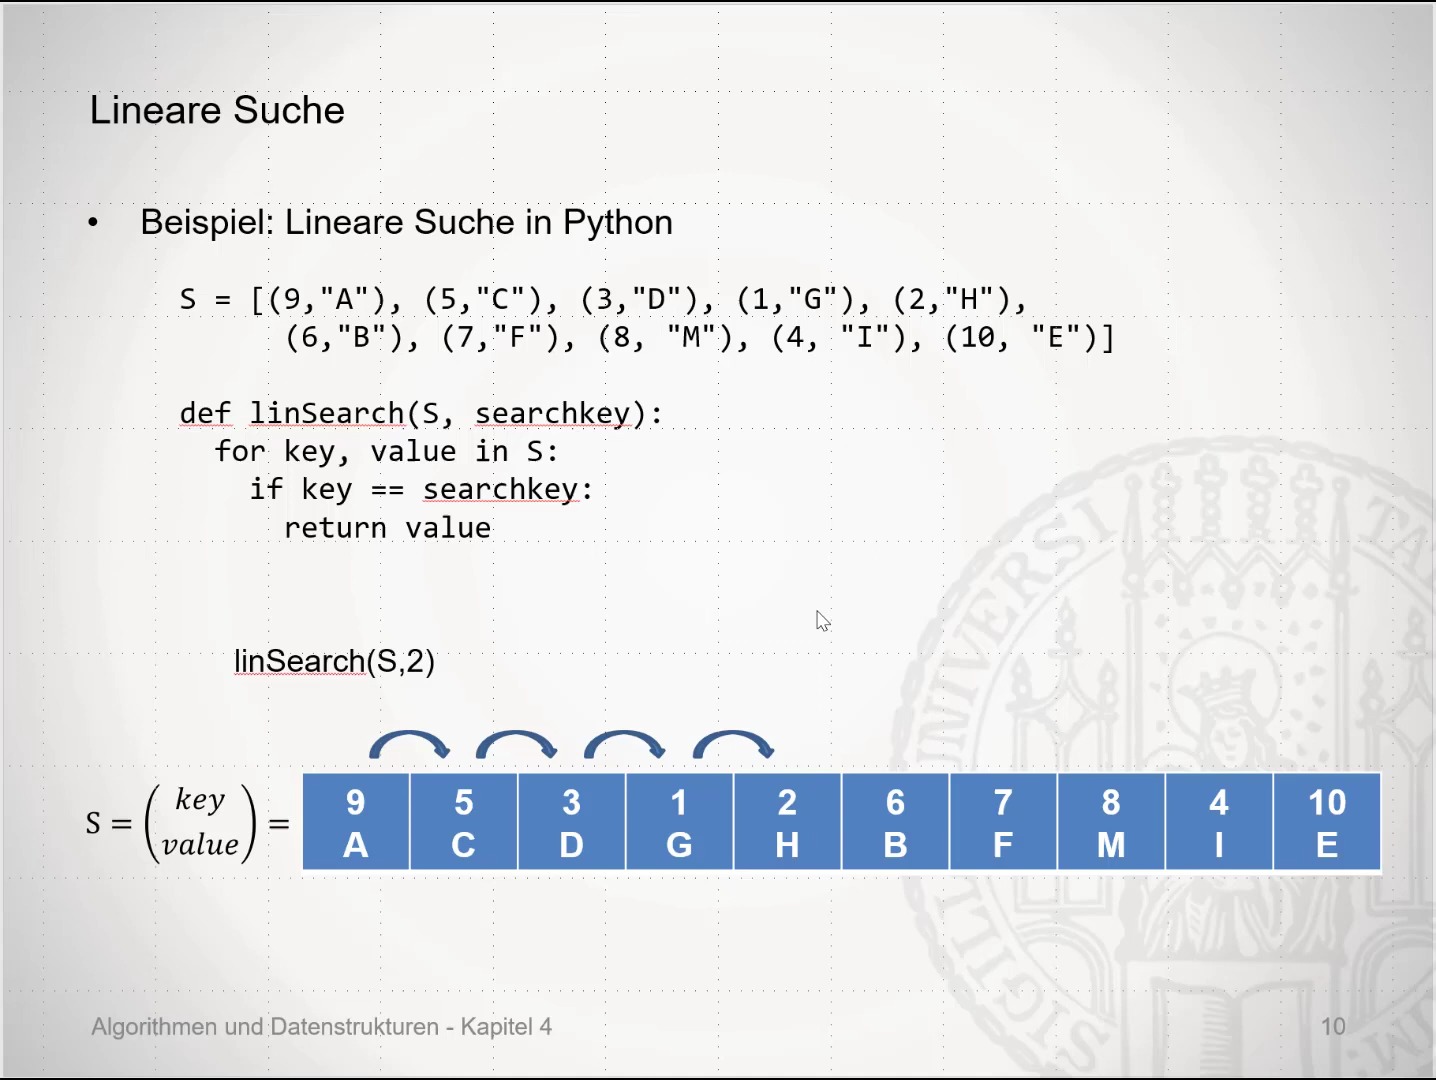 Lineare Suche
• Beispiel: Lineare Suche in Python
S = [(9,"A"), (5,"C"), (3,"D"), (1,"G"), (2,"H"),
(6,"B"), (7,"F"), (8, "M"), (4, "I"), (10, "E")]
def linSearch(S, searchkey):
for key, value in S:
if key == searchkey:
return value
linSearch(S,2)
S = (key value) =
9 5 3 1 2 6 7 8 4 10
A C D G H B F M I E
Algorithmen und Datenstrukturen - Kapitel 4
10